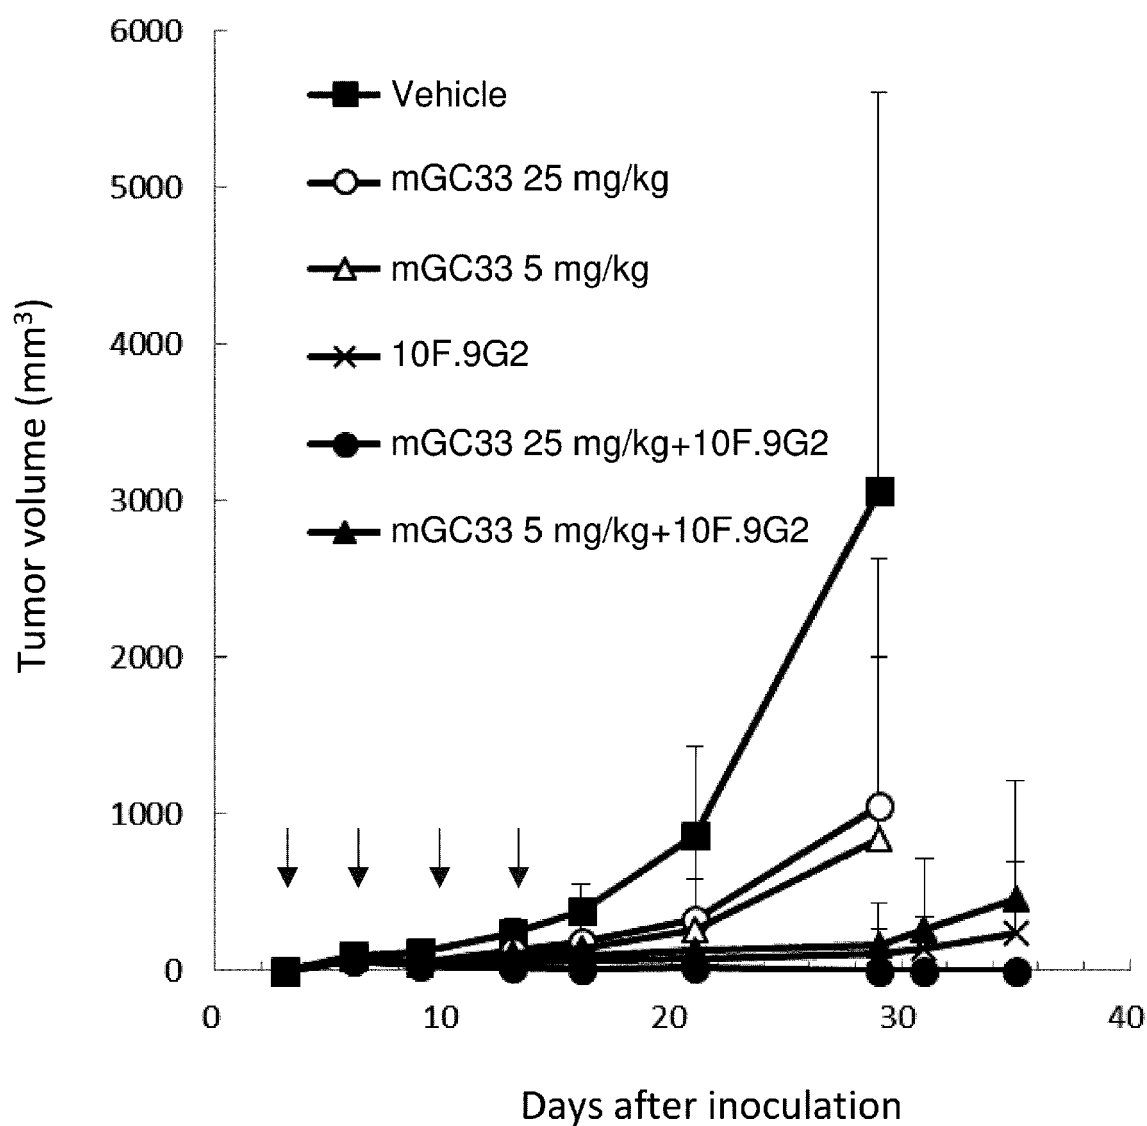 6000
5000
4000
3000
2000
1000
0
Tumor volume (mm³)
Vehicle
mGC33 25 mg/kg
mGC33 5 mg/kg
10F.9G2
mGC33 25 mg/kg+10F.9G2
mGC33 5 mg/kg+10F.9G2
0 10 20 30 40
Days after inoculation